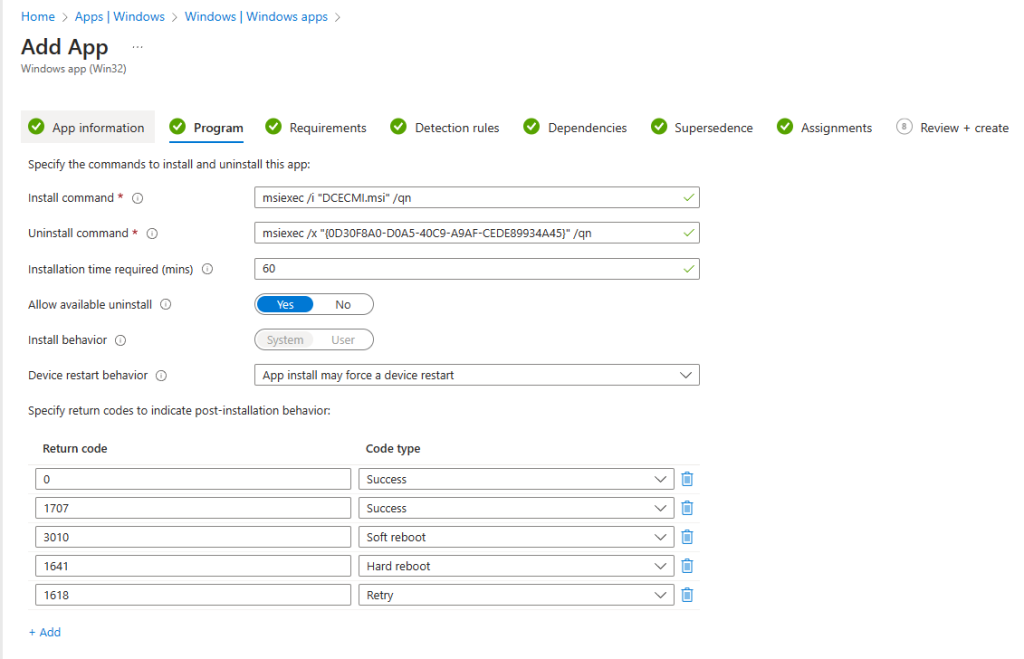 Home > Apps | Windows > Windows | Windows apps >
Add App ...
Windows app (Win32)
App information Program Requirements Detection rules Dependencies Supersedence Assignments 8 Review + create
Specify the commands to install and uninstall this app:
Install command * msiexec /i "DCECMI.msi" /qn
Uninstall command * msiexec /x "{0D30F8A0-D0A5-40C9-A9AF-CEDE89934A45}" /qn
Installation time required (mins) 60
Allow available uninstall Yes No
Install behavior System User
Device restart behavior App install may force a device restart
Specify return codes to indicate post-installation behavior:
Return code Code type
0 Success
1707 Success
3010 Soft reboot
1641 Hard reboot
1618 Retry
+ Add